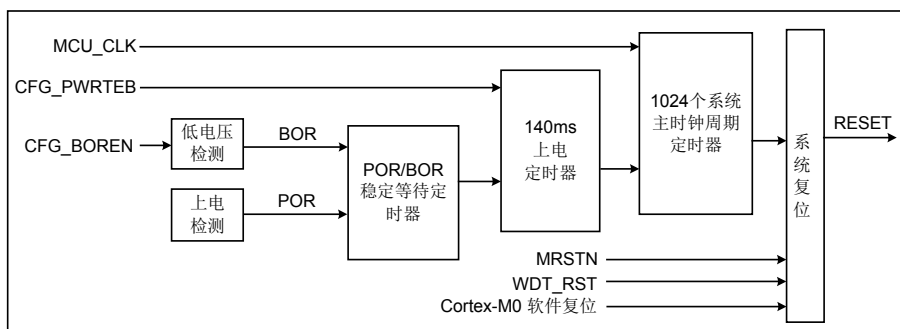 MCU_CLK
CFG_PWRTEB
CFG_BOREN
低电压
检测
BOR
上电
检测
POR
POR/BOR
稳定等待定
时器
140ms
上电
定时器
1024个系统
主时钟周期
定时器
系
统
复
位
RESET
MRSTN
WDT_RST
Cortex-M0 软件复位